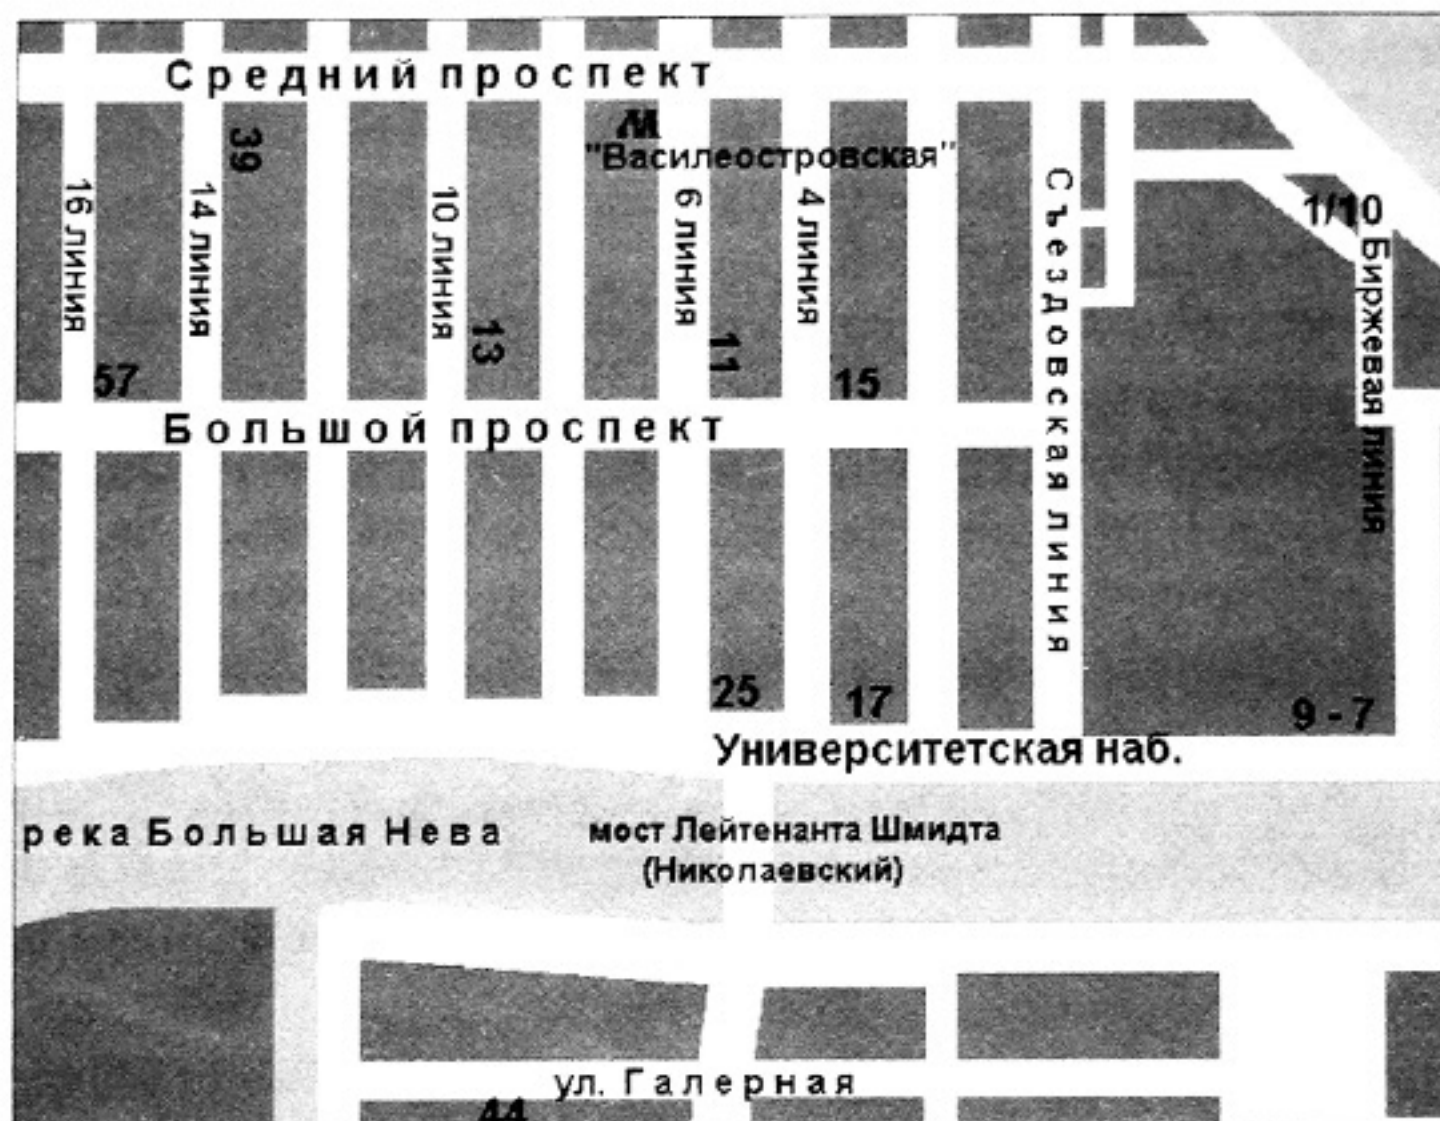 Средний проспект
39
М
"Василеостровская"
16 линия
14 линия
10 линия
6 линия
4 линия
Съездовская линия
1/10
Биржевая линия
13
11
57
15
Большой проспект
25
17
9 - 7
Университетская наб.
река Большая Нева
мост Лейтенанта Шмидта
(Николаевский)
ул. Галерная
44